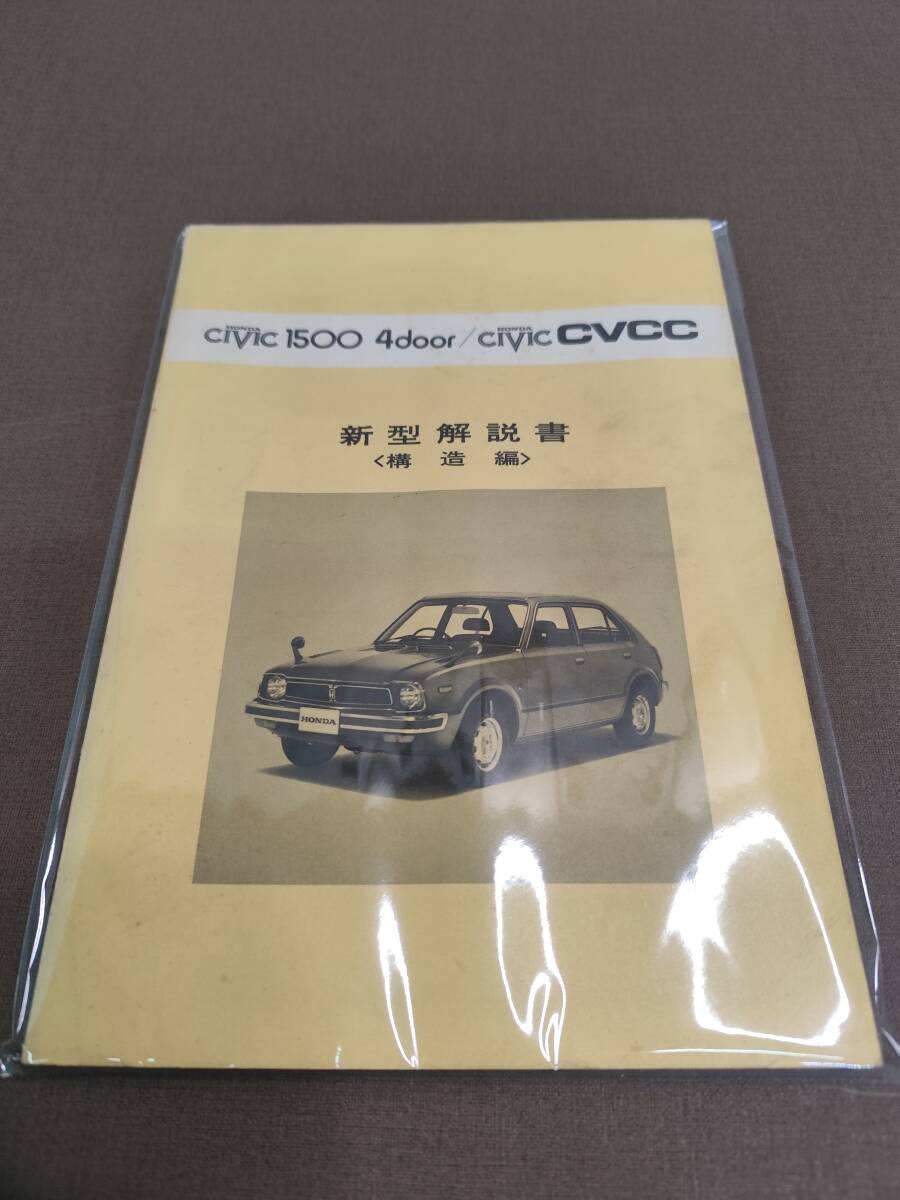 HONDA CIVIC 1500 4door / HONDA CIVIC CVCC
新型解説書
<構造編>
HONDA